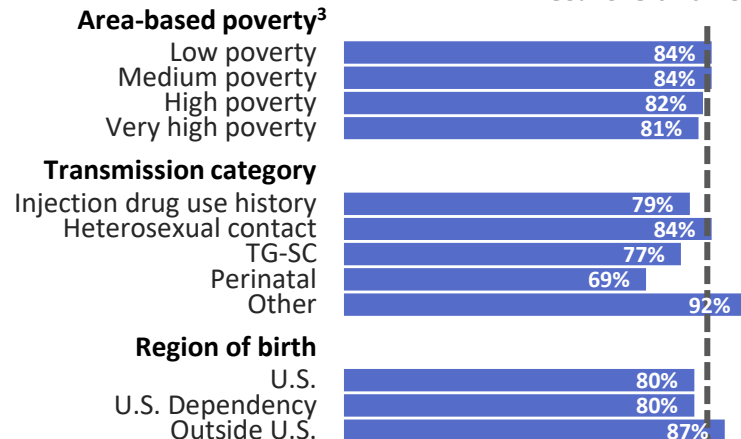 Area-based poverty³
Low poverty 84%
Medium poverty 84%
High poverty 82%
Very high poverty 81%
Transmission category
Injection drug use history 79%
Heterosexual contact 84%
TG-SC 77%
Perinatal 69%
Other 92%
Region of birth
U.S. 80%
U.S. Dependency 80%
Outside U.S. 87%